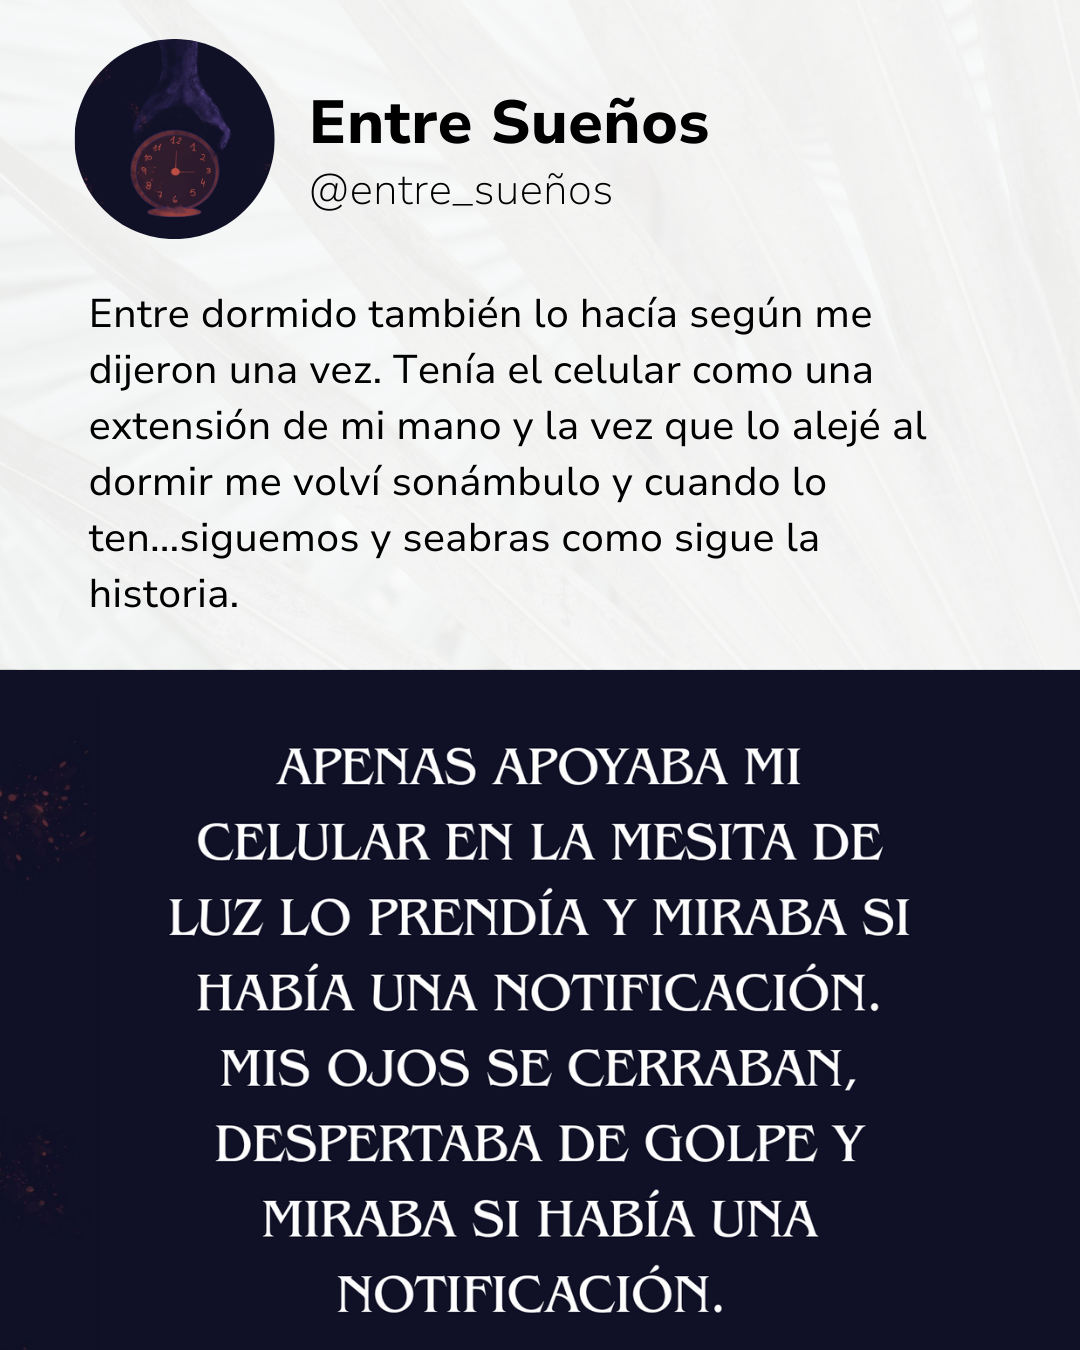 Entre Sueños
@entre_sueños
Entre dormido también lo hacía según me
dijeron una vez. Tenía el celular como una
extensión de mi mano y la vez que lo alejé al
dormir me volví sonámbulo y cuando lo
ten...siguemos y seabras como sigue la
historia.
APENAS APOYABA MI
CELULAR EN LA MESITA DE
LUZ LO PRENDÍA Y MIRABA SI
HABÍA UNA NOTIFICACIÓN.
MIS OJOS SE CERRABAN,
DESPERTABA DE GOLPE Y
MIRABA SI HABÍA UNA
NOTIFICACIÓN.